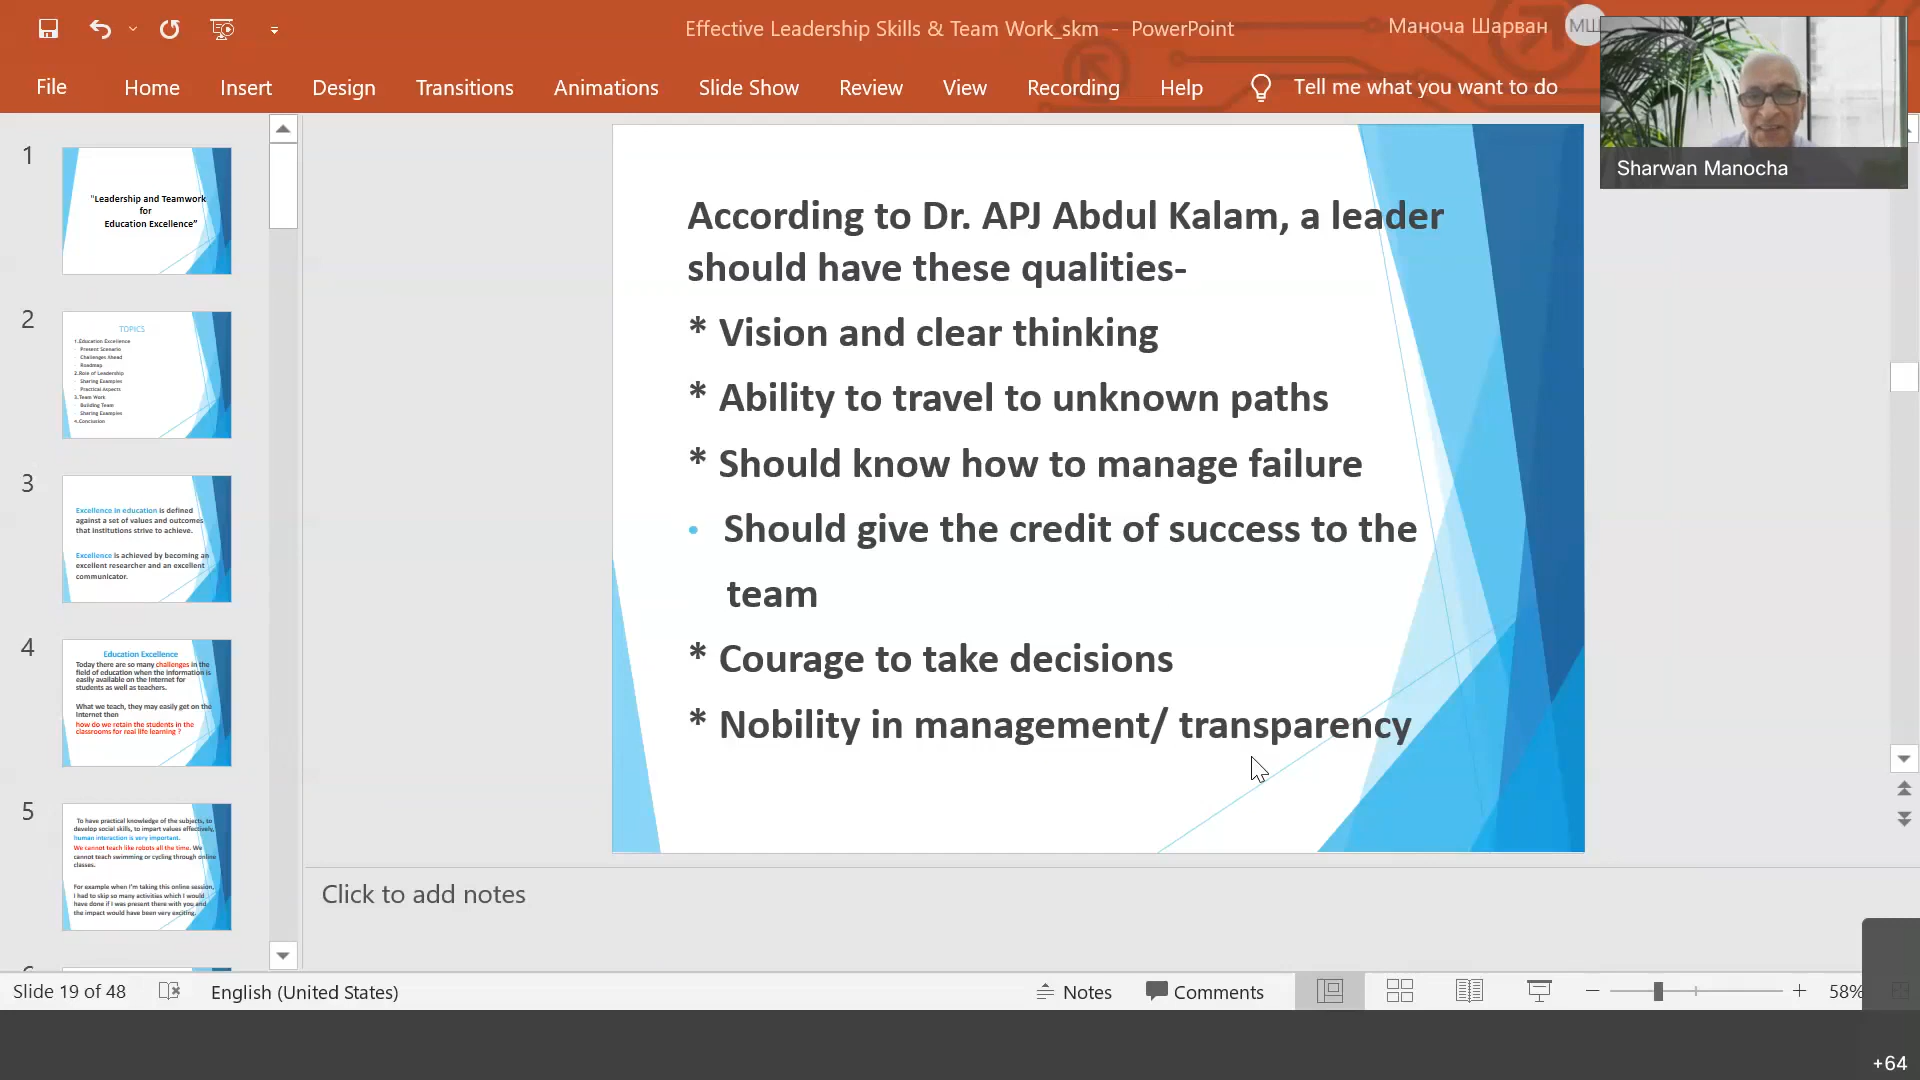 Effective Leadership Skills & Team Work_skm - PowerPoint
Маноча Шарван
МШ
File Home Insert Design Transitions Animations Slide Show Review View Recording Help Tell me what you want to do
Sharwan Manocha
1
"Leadership and Teamwork
for
Education Excellence”
2
TOPICS
1.Education Excellence
Present Scenario
Challenges Ahead
Roadmap
2.Role of Leadership
Sharing Examples
Practical Aspects
3.Team Work
Building Team
Sharing Examples
4.Conclusion
3
Excellence in education is defined
against a set of values and outcomes
that institutions strive to achieve.
Excellence is achieved by becoming an
excellent researcher and an excellent
communicator.
4
Education Excellence
Today there are so many challenges in the
field of education when the information is
easily available on the Internet for
students as well as teachers.
What we teach, they may easily get on the
Internet then
how do we retain the students in the
classrooms for real life learning ?
5
To have practical knowledge of the subjects, to
develop social skills, to impart values effectively,
human interaction is very important.
We cannot teach like robots all the time. We
cannot teach swimming or cycling through online
classes.
For example when I'm taking this online session,
I had to skip so many activities which I would
have done if I was present there with you and
the impact would have been very exciting.
According to Dr. APJ Abdul Kalam, a leader
should have these qualities-
* Vision and clear thinking
* Ability to travel to unknown paths
* Should know how to manage failure
• Should give the credit of success to the
team
* Courage to take decisions
* Nobility in management/ transparency
Click to add notes
Slide 19 of 48 English (United States) Notes Comments 58%
+64